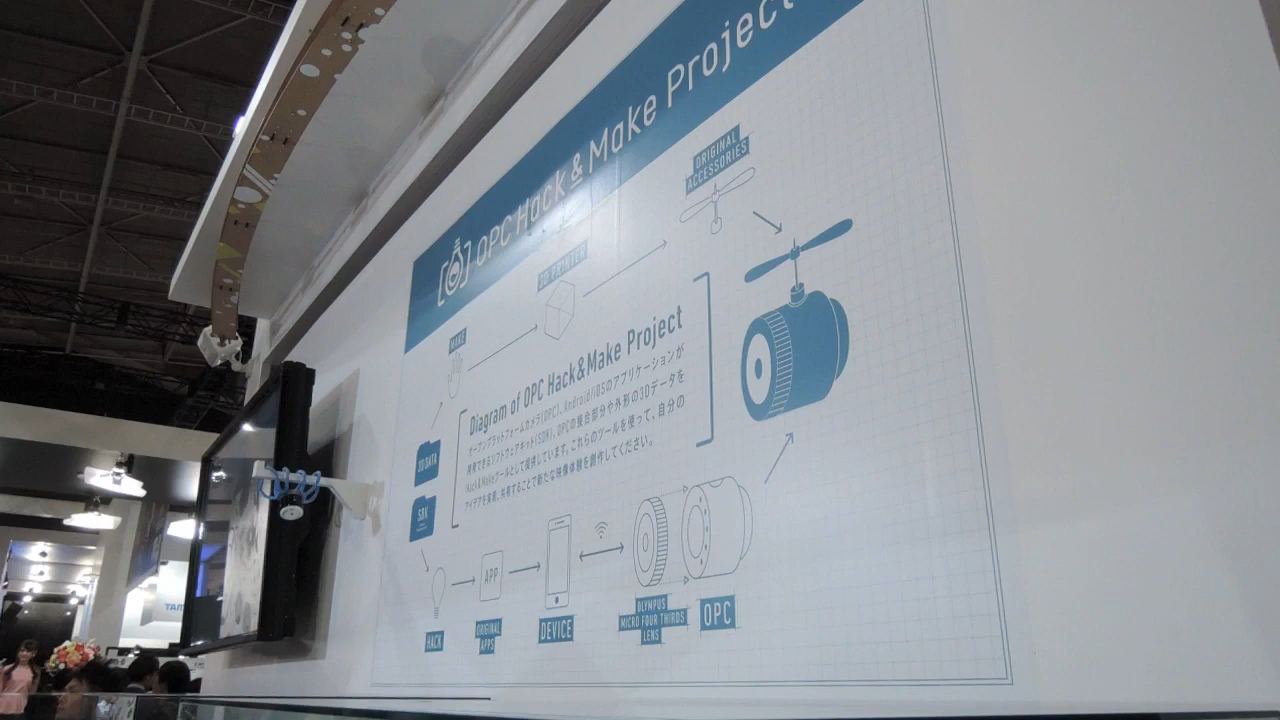 OPC Hack & Make Project
ORIGINAL
ACCESSORIES
3D PRINTER
MAKE
Diagram of OPC Hack&Make Project
オープンプラットフォームカメラ(OPC)、Android/iOSのアプリケーションが
開発できるソフトウェアキット(SDK)、OPCの接合部分や外形の3Dデータを
Hack&Makeツールとして提供しています。これらのツールを使って、自分の
アイデアを実現、共有することで新たな映像体験を創作してください。
3D DATA
SDK
APP
HACK
ORIGINAL
APPS
DEVICE
OLYMPUS
MICRO FOUR THIRDS
LENS
OPC
TAM